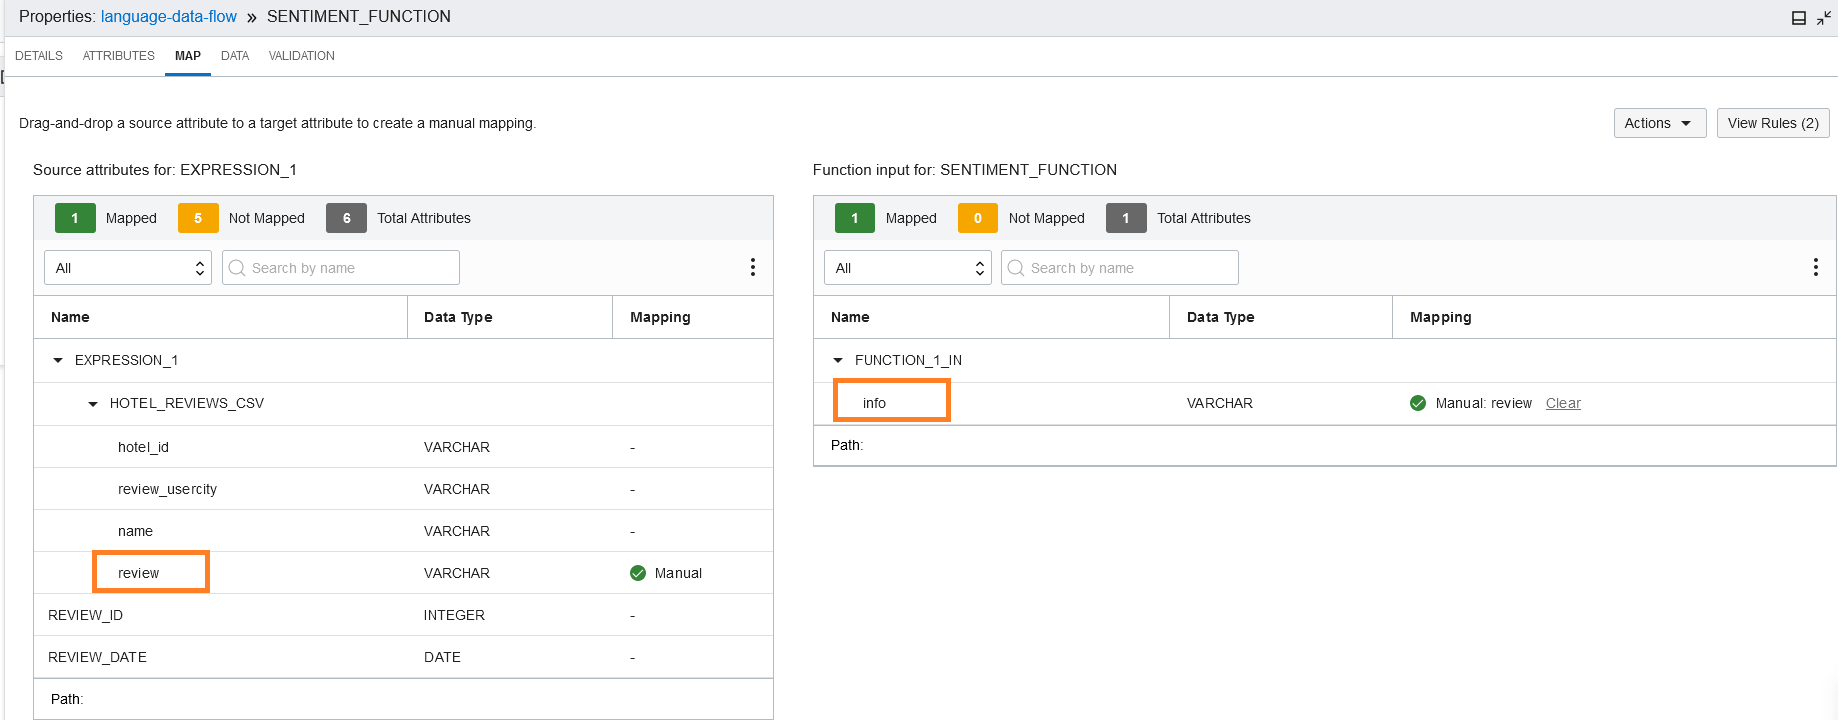 Properties: language-data-flow » SENTIMENT_FUNCTION
DETAILS ATTRIBUTES MAP DATA VALIDATION
Drag-and-drop a source attribute to a target attribute to create a manual mapping.
Actions View Rules (2)
Source attributes for: EXPRESSION_1
1 Mapped 5 Not Mapped 6 Total Attributes
All Search by name
Name Data Type Mapping
EXPRESSION_1
HOTEL_REVIEWS_CSV
hotel_id VARCHAR -
review_usercity VARCHAR -
name VARCHAR -
review VARCHAR Manual
REVIEW_ID INTEGER -
REVIEW_DATE DATE -
Path:
Function input for: SENTIMENT_FUNCTION
1 Mapped 0 Not Mapped 1 Total Attributes
All Search by name
Name Data Type Mapping
FUNCTION_1_IN
info VARCHAR Manual: review Clear
Path: